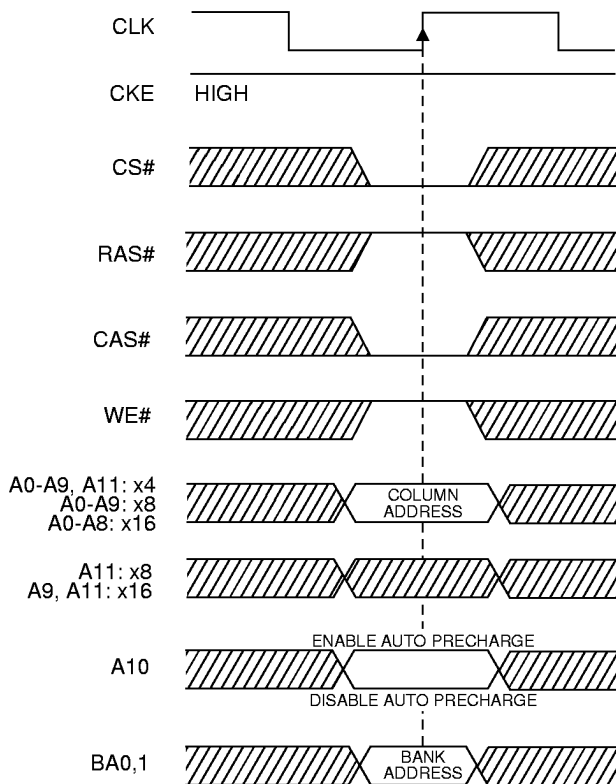 CLK
CKE HIGH
CS#
RAS#
CAS#
WE#
A0-A9, A11: x4
A0-A9: x8
A0-A8: x16
COLUMN
ADDRESS
A11: x8
A9, A11: x16
ENABLE AUTO PRECHARGE
A10
DISABLE AUTO PRECHARGE
BA0,1
BANK
ADDRESS